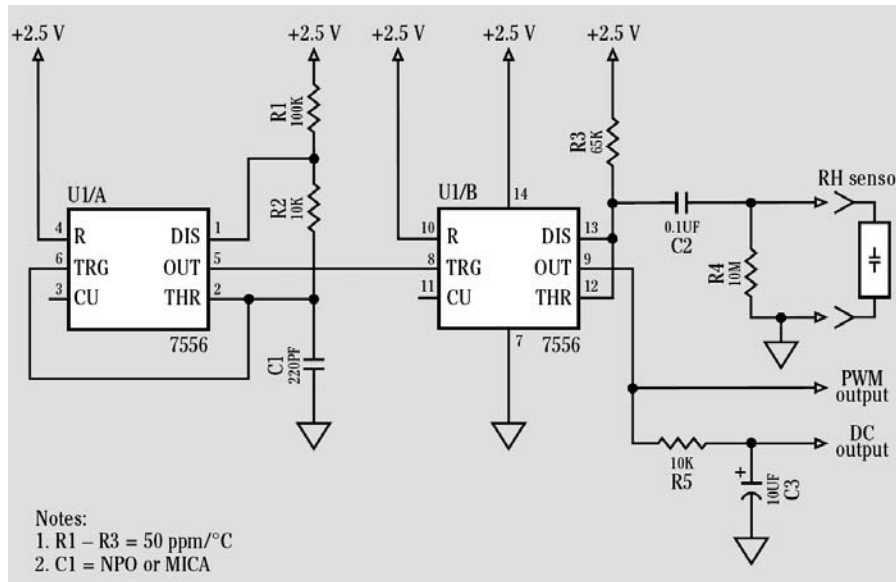 +2.5 V
+2.5 V
+2.5 V
+2.5 V
+2.5 V
R1
100K
R2
10K
R3
65K
U1/A
4
R
DIS
1
6
TRG
OUT
5
3
CU
THR
2
7556
C1
220PF
U1/B
14
10
R
DIS
13
8
TRG
OUT
9
11
CU
THR
12
7
7556
0.1UF
C2
R4
10M
RH senso
PWM
output
DC
output
10K
R5
+
10UF
C3
Notes:
1. R1 – R3 = 50 ppm/°C
2. C1 = NPO or MICA